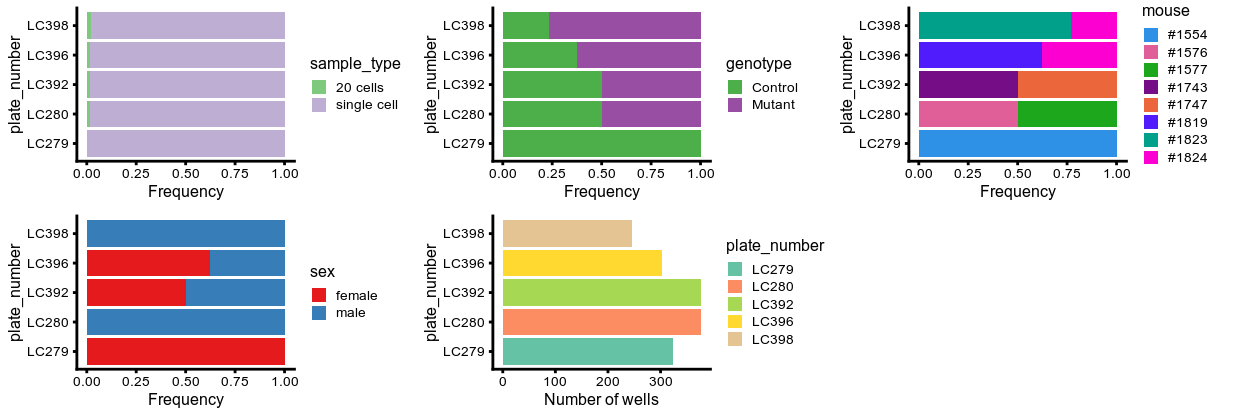 plate_number
LC398
LC396
LC392
LC280
LC279
0.00 0.25 0.50 0.75 1.00
Frequency
sample_type
20 cells
single cell
plate_number
LC398
LC396
LC392
LC280
LC279
0.00 0.25 0.50 0.75 1.00
Frequency
genotype
Control
Mutant
plate_number
LC398
LC396
LC392
LC280
LC279
0.00 0.25 0.50 0.75 1.00
Frequency
mouse
#1554
#1576
#1577
#1743
#1747
#1819
#1823
#1824
plate_number
LC398
LC396
LC392
LC280
LC279
0.00 0.25 0.50 0.75 1.00
Frequency
sex
female
male
plate_number
LC398
LC396
LC392
LC280
LC279
0 100 200 300
Number of wells
plate_number
LC279
LC280
LC392
LC396
LC398